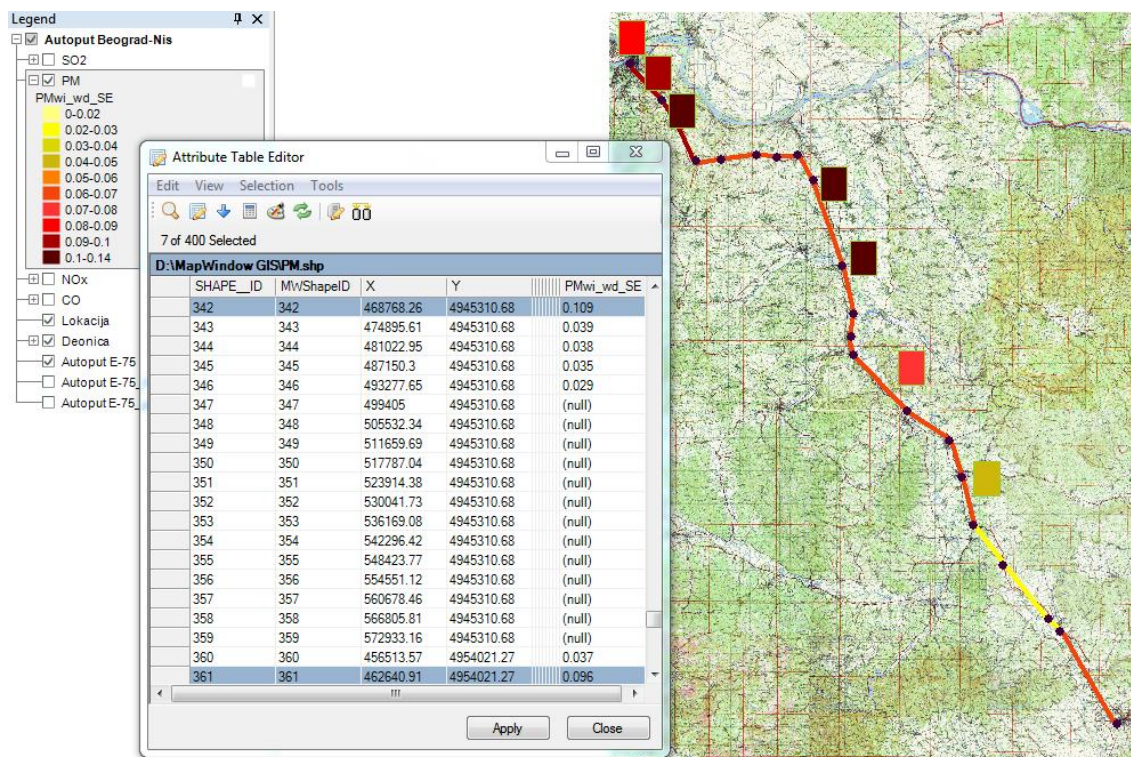 Legend
Autoput Beograd-Nis
SO2
PM
PMwi_wd_SE
0-0.02
0.02-0.03
0.03-0.04
0.04-0.05
0.05-0.06
0.06-0.07
0.07-0.08
0.08-0.09
0.09-0.1
0.1-0.14
NOx
CO
Lokacija
Deonica
Autoput E-75
Autoput E-75_
Autoput E-75_
Attribute Table Editor
Edit View Selection Tools
7 of 400 Selected
D:\MapWindow GIS\PM.shp
SHAPE__ID MWShapeID X Y PMwi_wd_SE
342 342 468768.26 4945310.68 0.109
343 343 474895.61 4945310.68 0.039
344 344 481022.95 4945310.68 0.038
345 345 487150.3 4945310.68 0.035
346 346 493277.65 4945310.68 0.029
347 347 499405 4945310.68 (null)
348 348 505532.34 4945310.68 (null)
349 349 511659.69 4945310.68 (null)
350 350 517787.04 4945310.68 (null)
351 351 523914.38 4945310.68 (null)
352 352 530041.73 4945310.68 (null)
353 353 536169.08 4945310.68 (null)
354 354 542296.42 4945310.68 (null)
355 355 548423.77 4945310.68 (null)
356 356 554551.12 4945310.68 (null)
357 357 560678.46 4945310.68 (null)
358 358 566805.81 4945310.68 (null)
359 359 572933.16 4945310.68 (null)
360 360 456513.57 4954021.27 0.037
361 361 462640.91 4954021.27 0.096
Apply Close